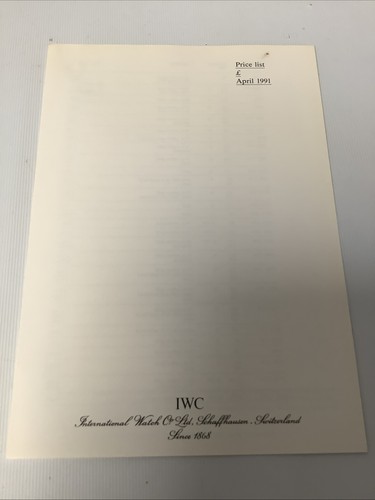 Price list
£
April 1991
IWC
International Watch Co Ltd, Schaffhausen . Switzerland
Since 1868